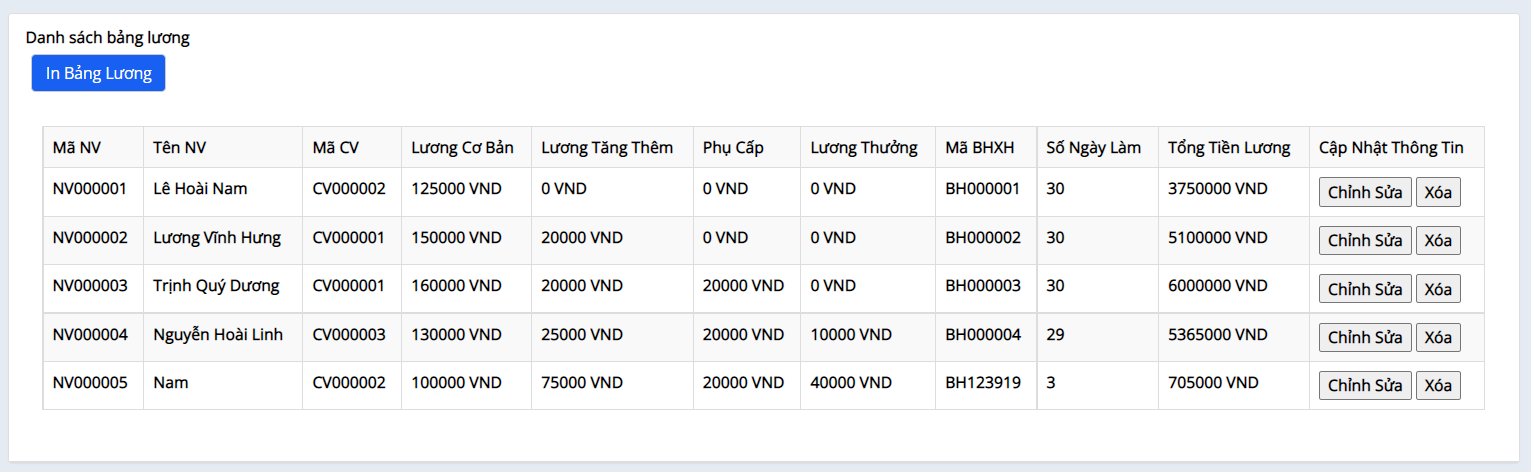 Danh sách bảng lương
In Bảng Lương
Mã NV Tên NV Mã CV Lương Cơ Bản Lương Tăng Thêm Phụ Cấp Lương Thưởng Mã BHXH Số Ngày Làm Tổng Tiền Lương Cập Nhật Thông Tin
NV000001 Lê Hoài Nam CV000002 125000 VND 0 VND 0 VND 0 VND BH000001 30 3750000 VND Chỉnh Sửa Xóa
NV000002 Lương Vĩnh Hưng CV000001 150000 VND 20000 VND 0 VND 0 VND BH000002 30 5100000 VND Chỉnh Sửa Xóa
NV000003 Trịnh Quý Dương CV000001 160000 VND 20000 VND 20000 VND 0 VND BH000003 30 6000000 VND Chỉnh Sửa Xóa
NV000004 Nguyễn Hoài Linh CV000003 130000 VND 25000 VND 20000 VND 10000 VND BH000004 29 5365000 VND Chỉnh Sửa Xóa
NV000005 Nam CV000002 100000 VND 75000 VND 20000 VND 40000 VND BH123919 3 705000 VND Chỉnh Sửa Xóa